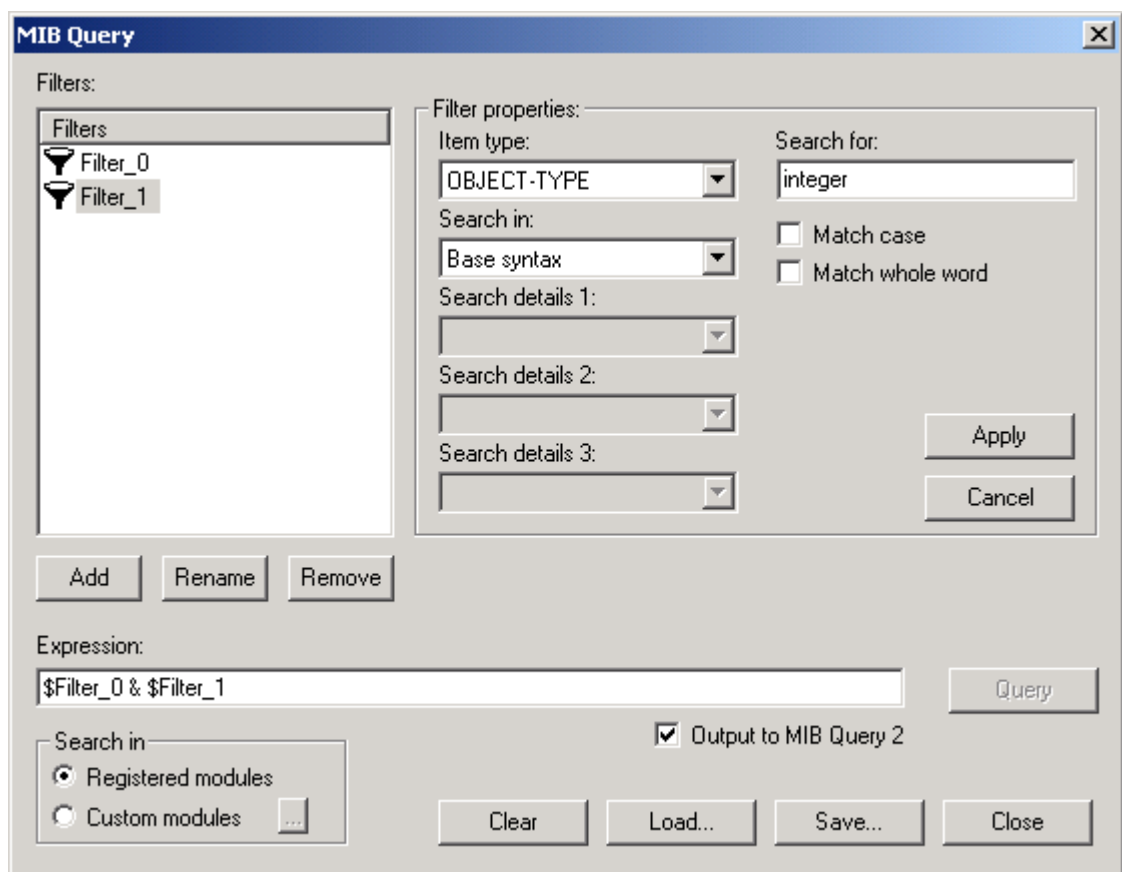 MIB Query
Filters:
Filters
Filter_0
Filter_1
Filter properties:
Item type:
OBJECT-TYPE
Search in:
Base syntax
Search details 1:
Search details 2:
Search details 3:
Search for:
integer
Match case
Match whole word
Apply
Cancel
Add Rename Remove
Expression:
$Filter_0 & $Filter_1
Query
Output to MIB Query 2
Search in
Registered modules
Custom modules ...
Clear Load... Save... Close